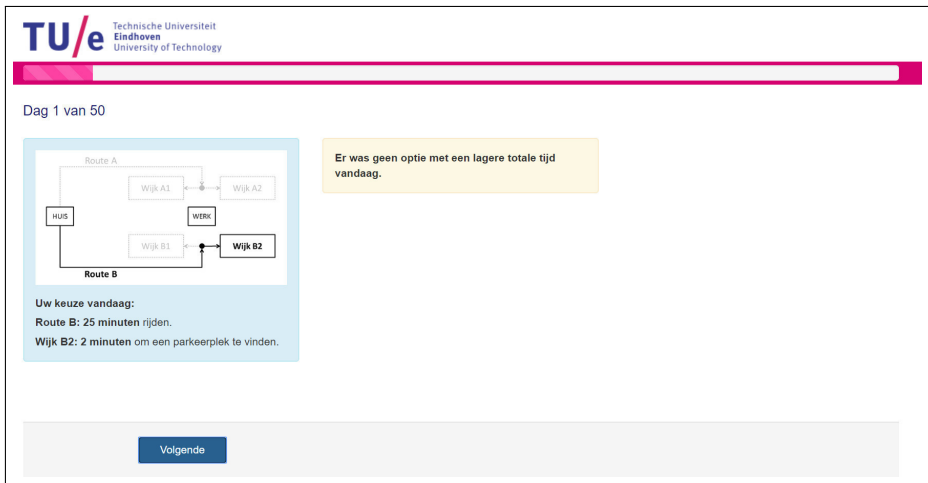 TU/e
Technische Universiteit
Eindhoven
University of Technology
Dag 1 van 50
Route A
Wijk A1
Wijk A2
HUIS
WERK
Wijk B1
Wijk B2
Route B
Uw keuze vandaag:
Route B: 25 minuten rijden.
Wijk B2: 2 minuten om een parkeerplek te vinden.
Er was geen optie met een lagere totale tijd
vandaag.
Volgende